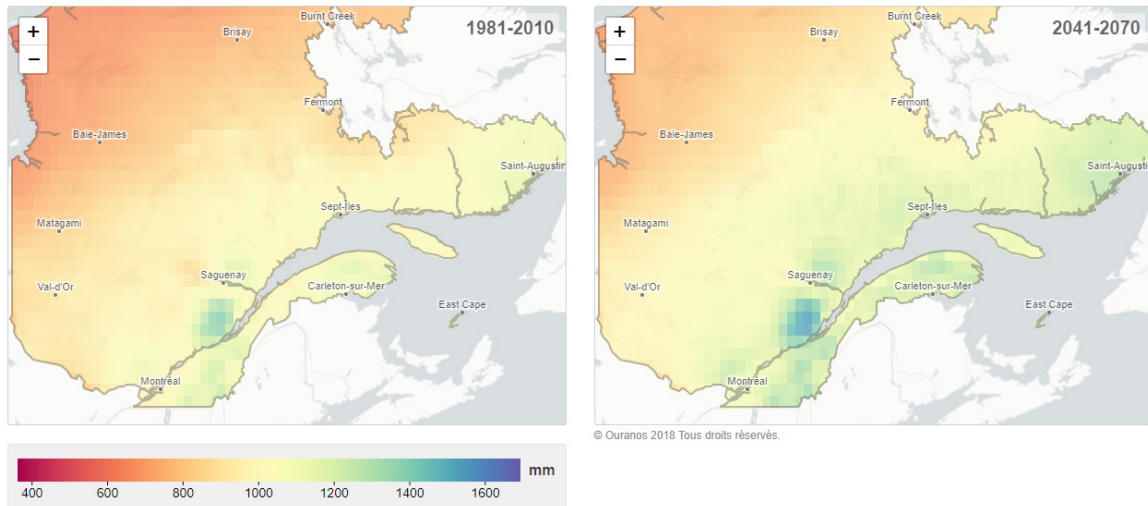 +
−
1981-2010
Burnt Creek
Brisay
Fermont
Baie-James
Saint-Augustin
Sept-Iles
Matagami
Saguenay
Val-d'Or
Carleton-sur-Mer
East Cape
Montréal
+
−
2041-2070
Burnt Creek
Brisay
Fermont
Baie-James
Saint-Augustin
Sept-Iles
Matagami
Saguenay
Val-d'Or
Carleton-sur-Mer
East Cape
Montréal
© Ouranos 2018 Tous droits réservés.
mm
400 600 800 1000 1200 1400 1600